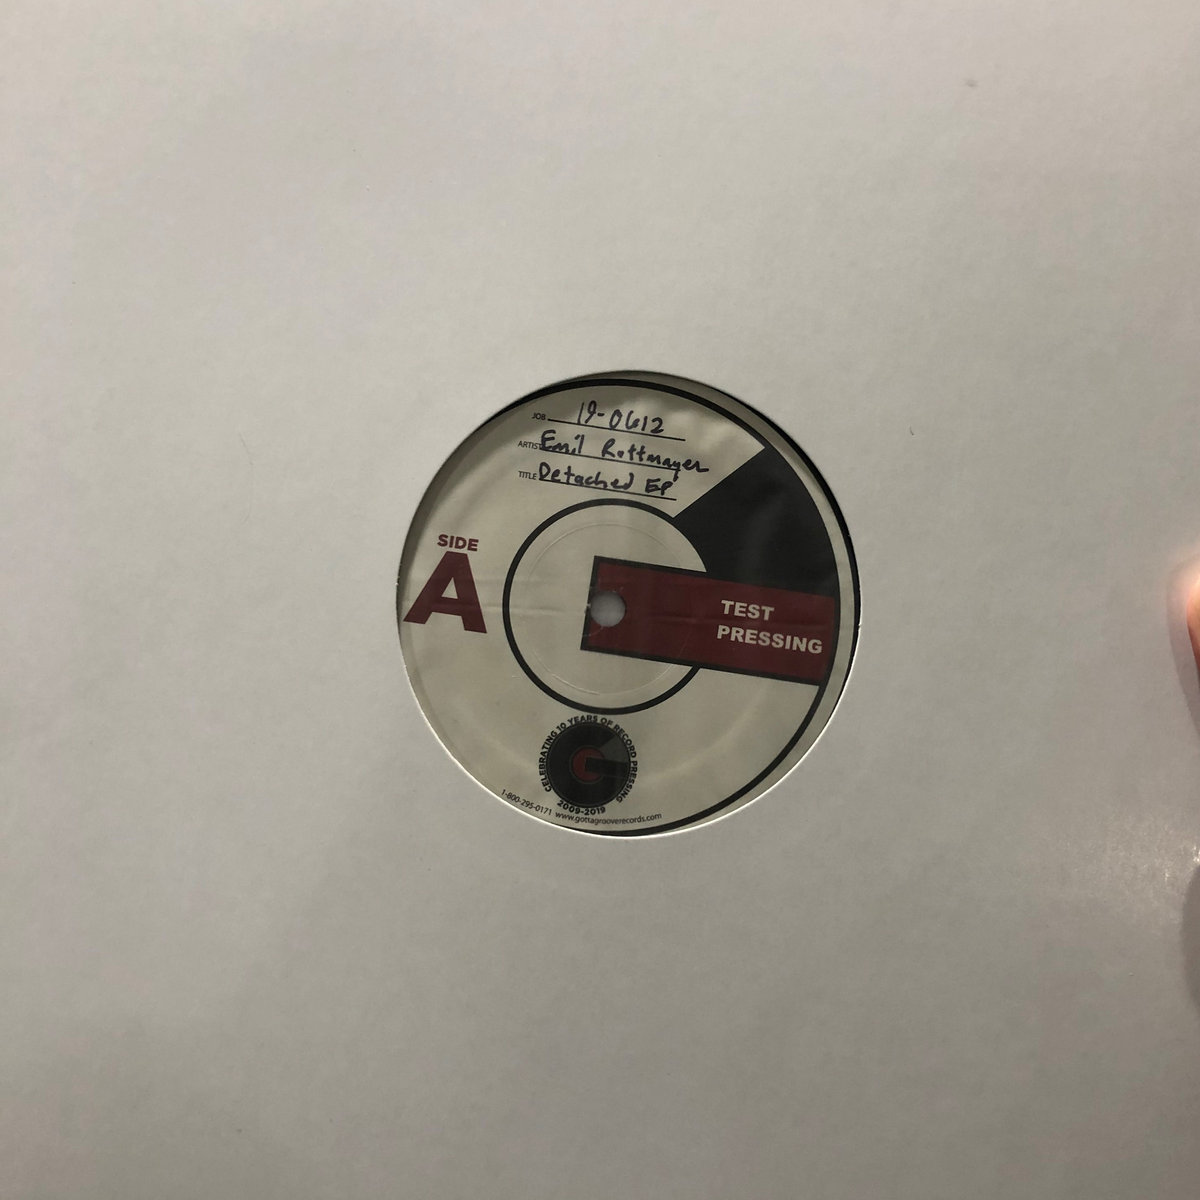 JOB 19-0612
ARTIST Emil Rottmayer
TITLE Detached EP
SIDE
A
TEST
PRESSING
CELEBRATING 10 YEARS OF RECORD PRESSING
2009-2019
1-800-295-0171 www.gottagrooverecords.com